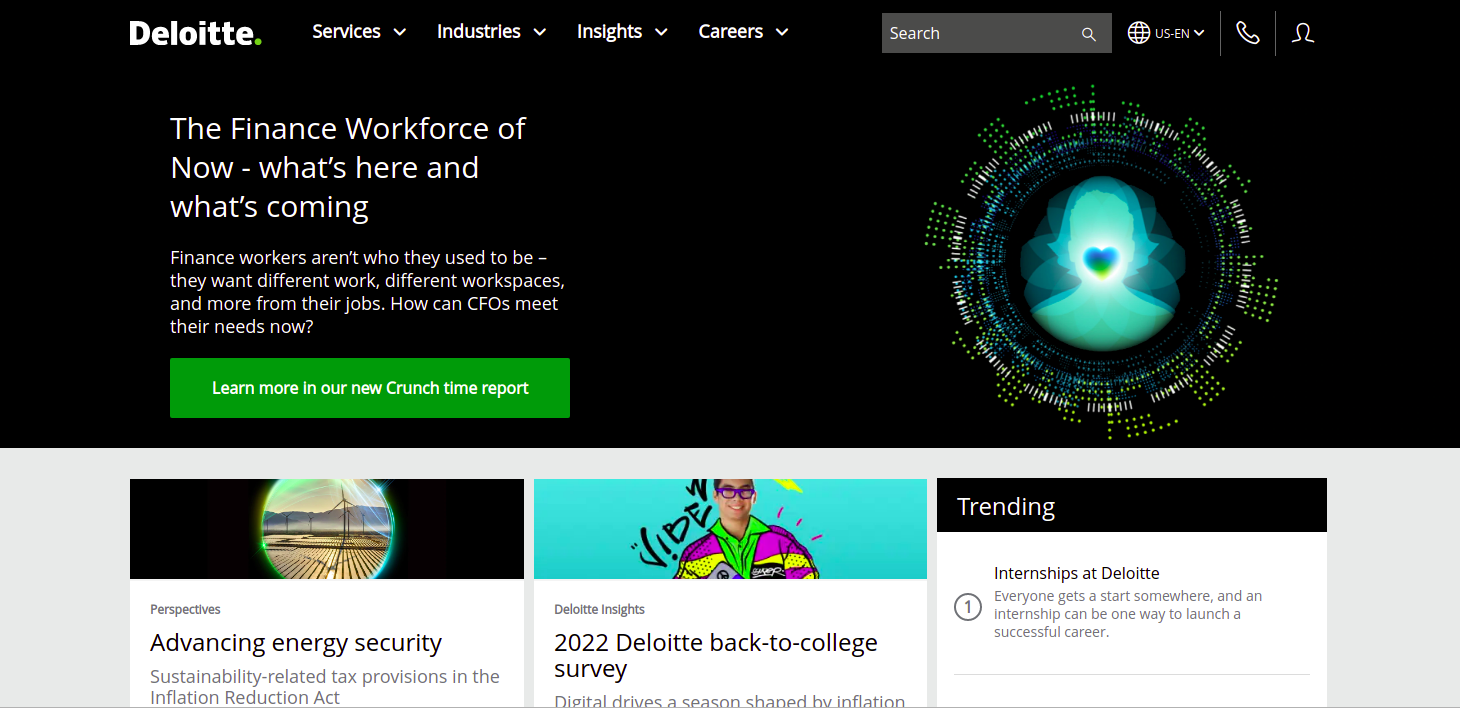 Deloitte.
Services
Industries
Insights
Careers
Search
US-EN
The Finance Workforce of
Now - what's here and
what's coming
Finance workers aren't who they used to be –
they want different work, different workspaces,
and more from their jobs. How can CFOs meet
their needs now?
Learn more in our new Crunch time report
VIBE
Perspectives
Advancing energy security
Sustainability-related tax provisions in the
Inflation Reduction Act
Deloitte Insights
2022 Deloitte back-to-college
survey
Digital drives a season shaped by inflation
Trending
1
Internships at Deloitte
Everyone gets a start somewhere, and an
internship can be one way to launch a
successful career.